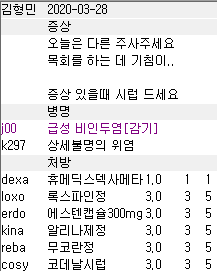 김형민 2020-03-28
증상
오늘은 다른 주사주세요
목회를 하는 데 기침이..
증상 있을때 시럽 드세요
병명
j00 급성 비인두염[감기]
k297 상세불명의 위염
처방
dexa 휴메딕스덱사메타 1.0 1 1
loxo 록스파인정 3.0 3 5
erdo 에스텐캡슐300mg 3.0 3 5
kina 알리나제정 3.0 3 5
reba 무코란정 3.0 3 5
cosy 코데날시럽 3.0 3 5